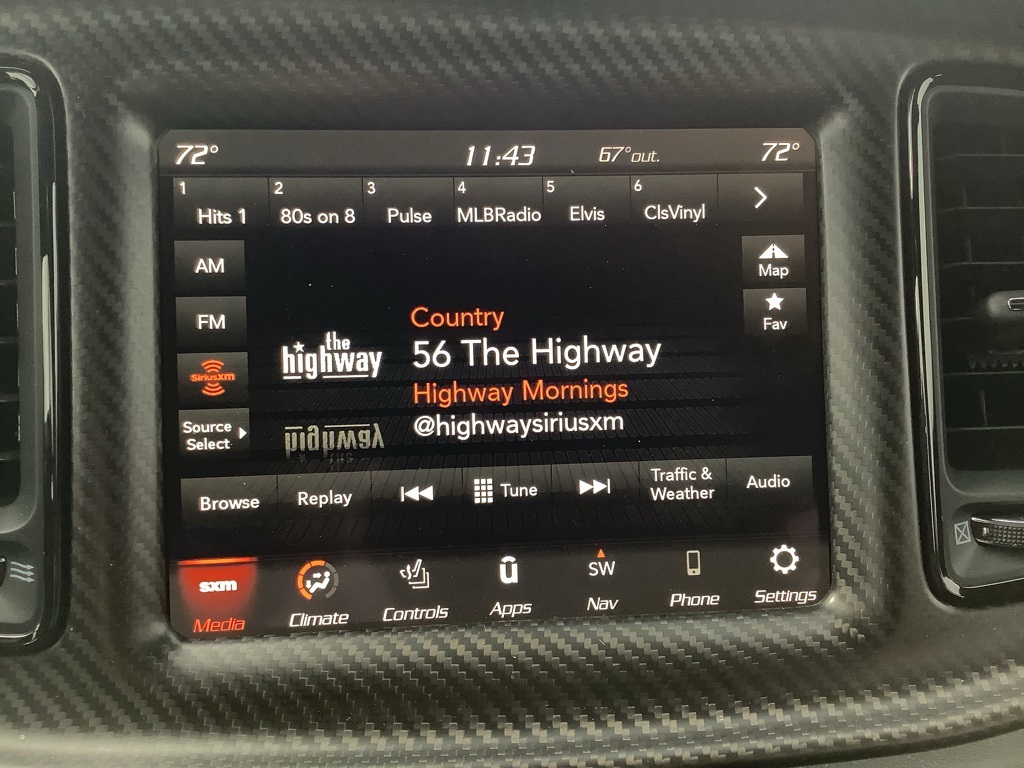 72° 11:43 67° out. 72°
1 2 3 4 5 6
Hits 1 80s on 8 Pulse MLBRadio Elvis ClsVinyl
AM
Map
FM
Fav
SiriusXM
Source
Select
the
highway
Country
56 The Highway
Highway Mornings
@highwaysiriusxm
highway
Browse Replay Tune Traffic &
Weather Audio
sxm
Media
Climate
Controls
û
Apps
SW
Nav
Phone
Settings